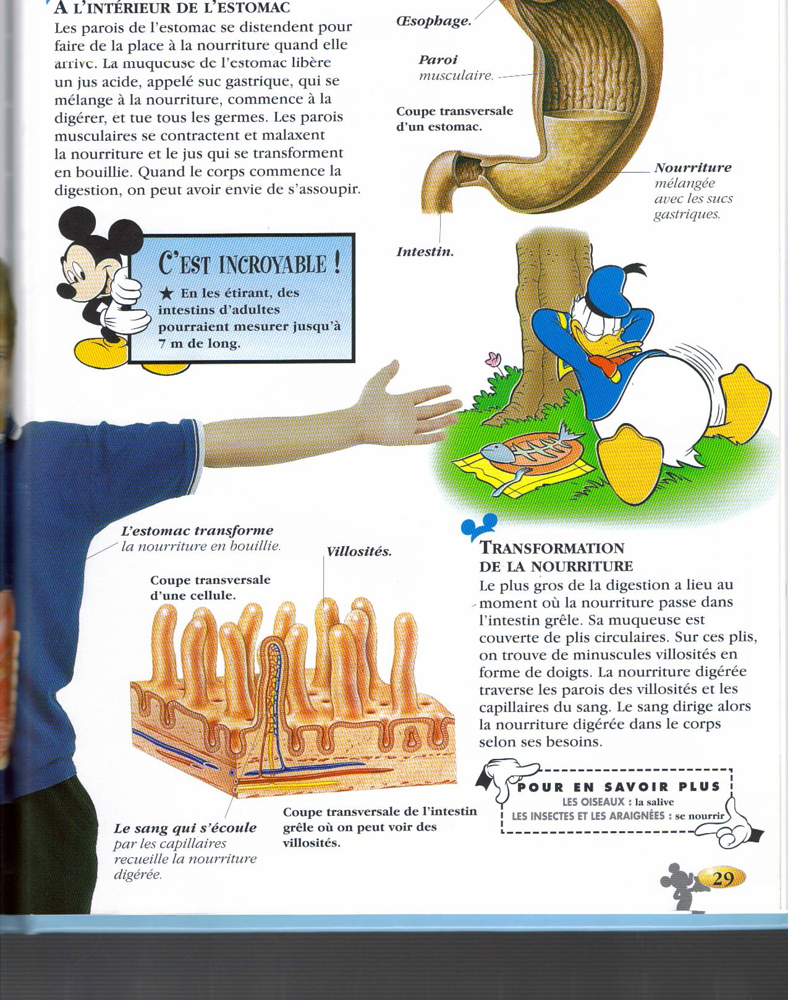 À L'INTÉRIEUR DE L'ESTOMAC
Les parois de l'estomac se distendent pour
faire de la place à la nourriture quand elle
arrive. La muqueuse de l'estomac libère
un jus acide, appelé suc gastrique, qui se
mélange à la nourriture, commence à la
digérer, et tue tous les germes. Les parois
musculaires se contractent et malaxent
la nourriture et le jus qui se transforment
en bouillie. Quand le corps commence la
digestion, on peut avoir envie de s'assoupir.
Œsophage.
Paroi
musculaire.
Coupe transversale
d'un estomac.
Nourriture
mélangée
avec les sucs
gastriques.
Intestin.
C'EST INCROYABLE !
★ En les étirant, des
intestins d'adultes
pourraient mesurer jusqu'à
7 m de long.
L'estomac transforme
la nourriture en bouillie.
Villosités.
Coupe transversale
d'une cellule.
Le sang qui s'écoule
par les capillaires
recueille la nourriture
digérée.
Coupe transversale de l'intestin
grêle où on peut voir des
villosités.
TRANSFORMATION
DE LA NOURRITURE
Le plus gros de la digestion a lieu au
moment où la nourriture passe dans
l'intestin grêle. Sa muqueuse est
couverte de plis circulaires. Sur ces plis,
on trouve de minuscules villosités en
forme de doigts. La nourriture digérée
traverse les parois des villosités et les
capillaires du sang. Le sang dirige alors
la nourriture digérée dans le corps
selon ses besoins.
POUR EN SAVOIR PLUS
LES OISEAUX : la salive
LES INSECTES ET LES ARAIGNÉES : se nourrir
29